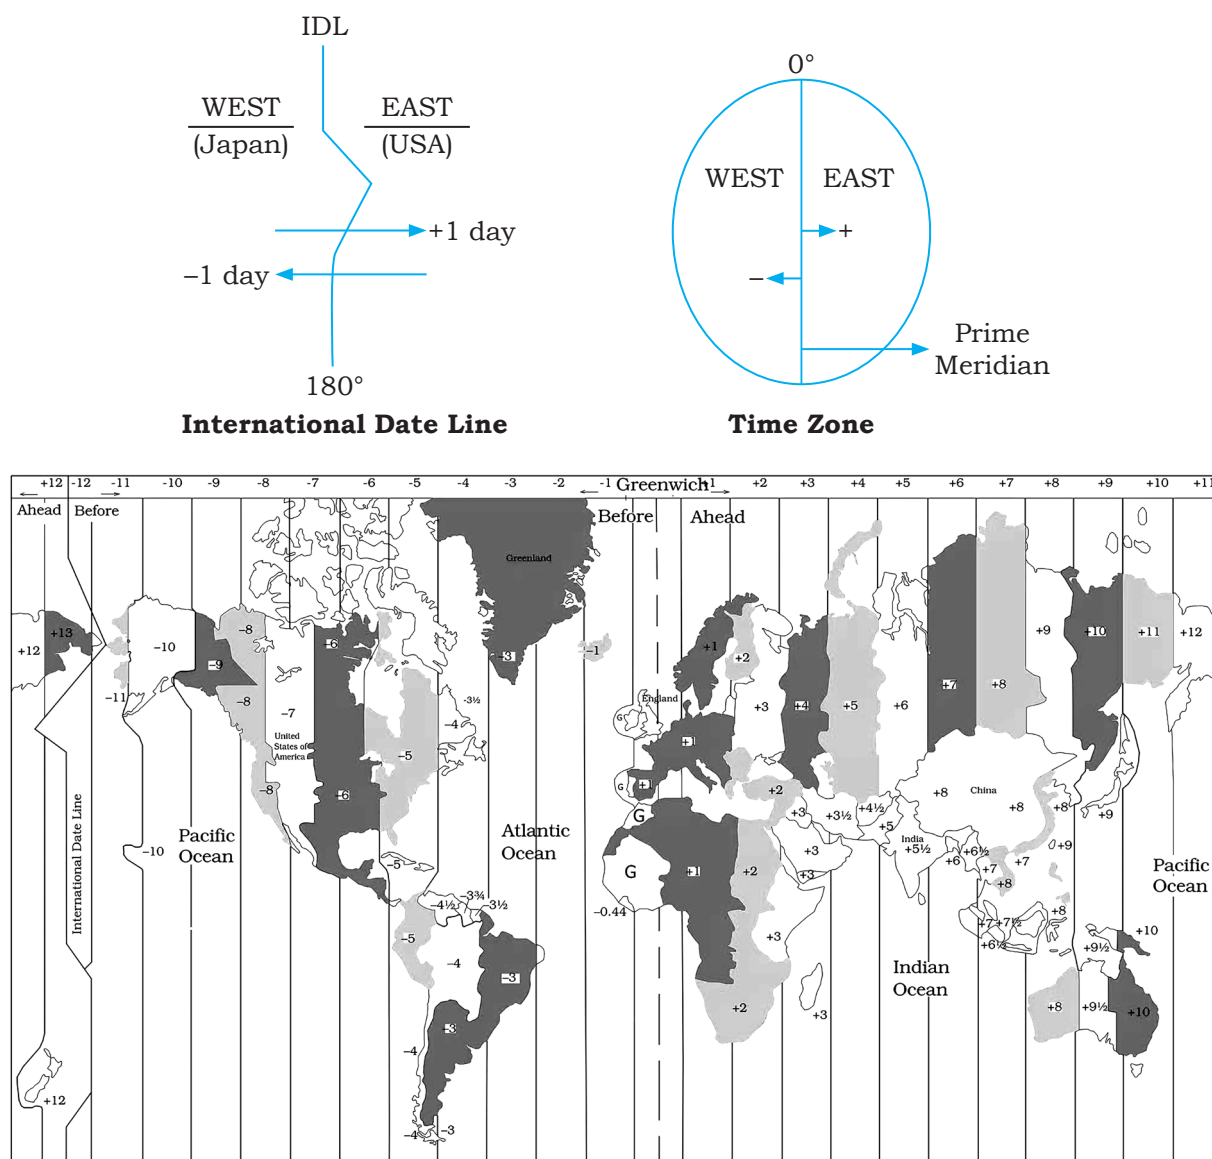 IDL
WEST
(Japan)
EAST
(USA)
+1 day
–1 day
180°
International Date Line
0°
WEST
EAST
+
–
Prime
Meridian
Time Zone
+12 -12 -11 -10 -9 -8 -7 -6 -5 -4 -3 -2 -1 Greenwich +1 +2 +3 +4 +5 +6 +7 +8 +9 +10 +11
Ahead Before
Before Ahead
Greenland
+13
+12
–10
–11
–9
–8
–8
–8
–7
United
States of
America
–6
–6
–5
-3½
–4
–3
–1
England
G
G
G
G
+1
+2
+1
+1
+3
+4
+5
+6
+7
+8
+9
+10
+11
+12
+2
+3
+3½
+4½
+5
India
+5½
+6
+6½
+7
+8
+7
China
+8
+8
+8
+9
+9
Pacific
Ocean
Atlantic
Ocean
Pacific
Ocean
Indian
Ocean
International Date Line
–10
–5
–4½
–3¾
–3½
–5
–4
–3
–3
–4
–4
–3
–0.44
+1
+2
+3
+3
+3
+2
+3
+7
+7½
+6½
+8
+9½
+10
+8
+9½
+10
+12